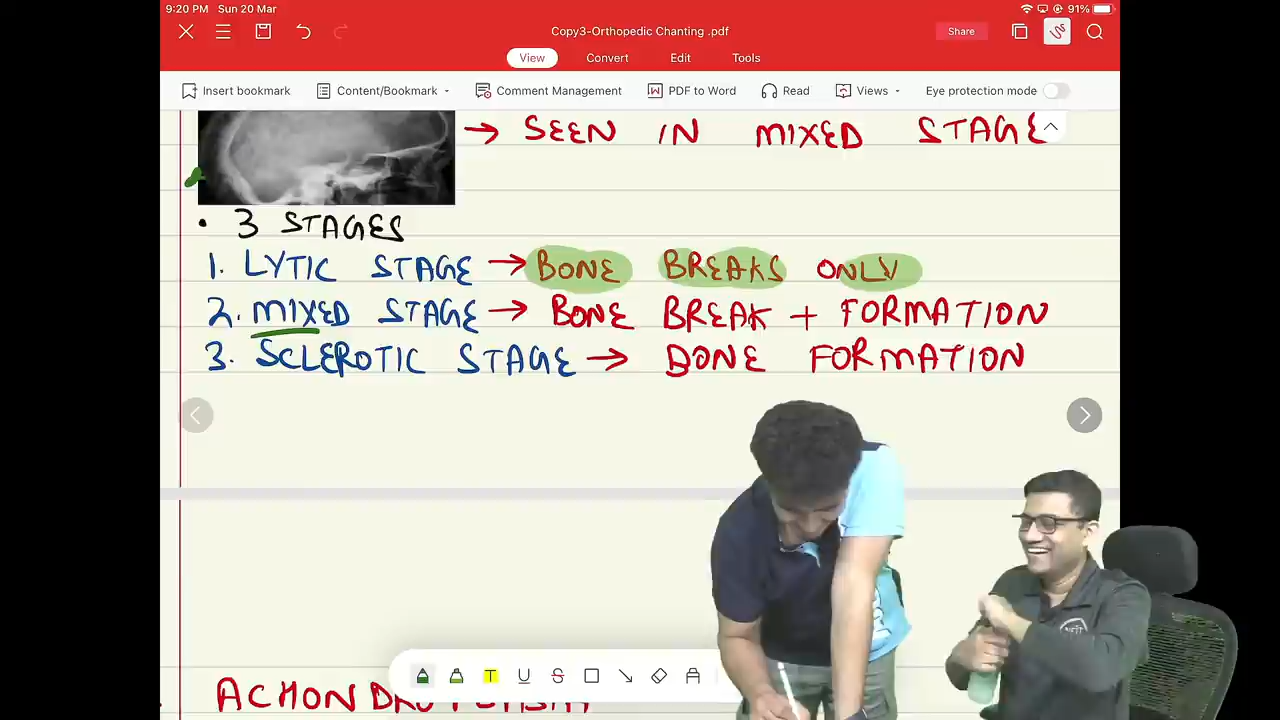 9:20 PM Sun 20 Mar 91%
Copy3-Orthopedic Chanting .pdf
Share
View Convert Edit Tools
Insert bookmark Content/Bookmark Comment Management PDF to Word Read Views Eye protection mode
→ SEEN IN MIXED STAGE
• 3 STAGES
1. LYTIC STAGE → BONE BREAKS ONLY
2. MIXED STAGE → BONE BREAK + FORMATION
3. SCLEROTIC STAGE → BONE FORMATION
T U S